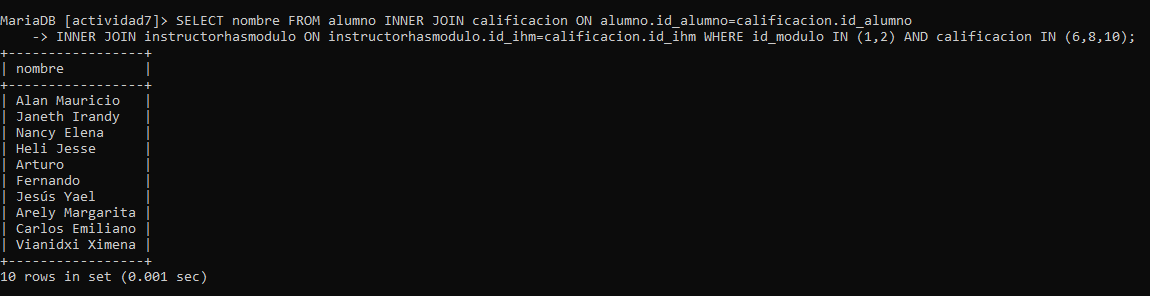 MariaDB [actividad7]> SELECT nombre FROM alumno INNER JOIN calificacion ON alumno.id_alumno=calificacion.id_alumno
    -> INNER JOIN instructorhasmodulo ON instructorhasmodulo.id_ihm=calificacion.id_ihm WHERE id_modulo IN (1,2) AND calificacion IN (6,8,10);
+-----------------+
| nombre          |
+-----------------+
| Alan Mauricio   |
| Janeth Irandy   |
| Nancy Elena     |
| Heli Jesse      |
| Arturo          |
| Fernando        |
| Jesús Yael      |
| Arely Margarita |
| Carlos Emiliano |
| Vianidxi Ximena |
+-----------------+
10 rows in set (0.001 sec)